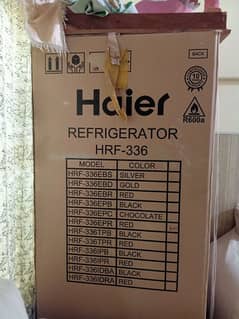 BACK
Haier
10
R600a
REFRIGERATOR
HRF-336
MODEL COLOR
HRF-336EBS SILVER
HRF-336EBD GOLD
HRF-336EBR RED
HRF-336EPB BLACK
HRF-336EPC CHOCOLATE
HRF-336EPR RED
HRF-336TPB BLACK
HRF-336TPR RED
HRF-336IPB BLACK
HRF-336IPR RED
HRF-336IDBA BLACK
HRF-336IDRA RED